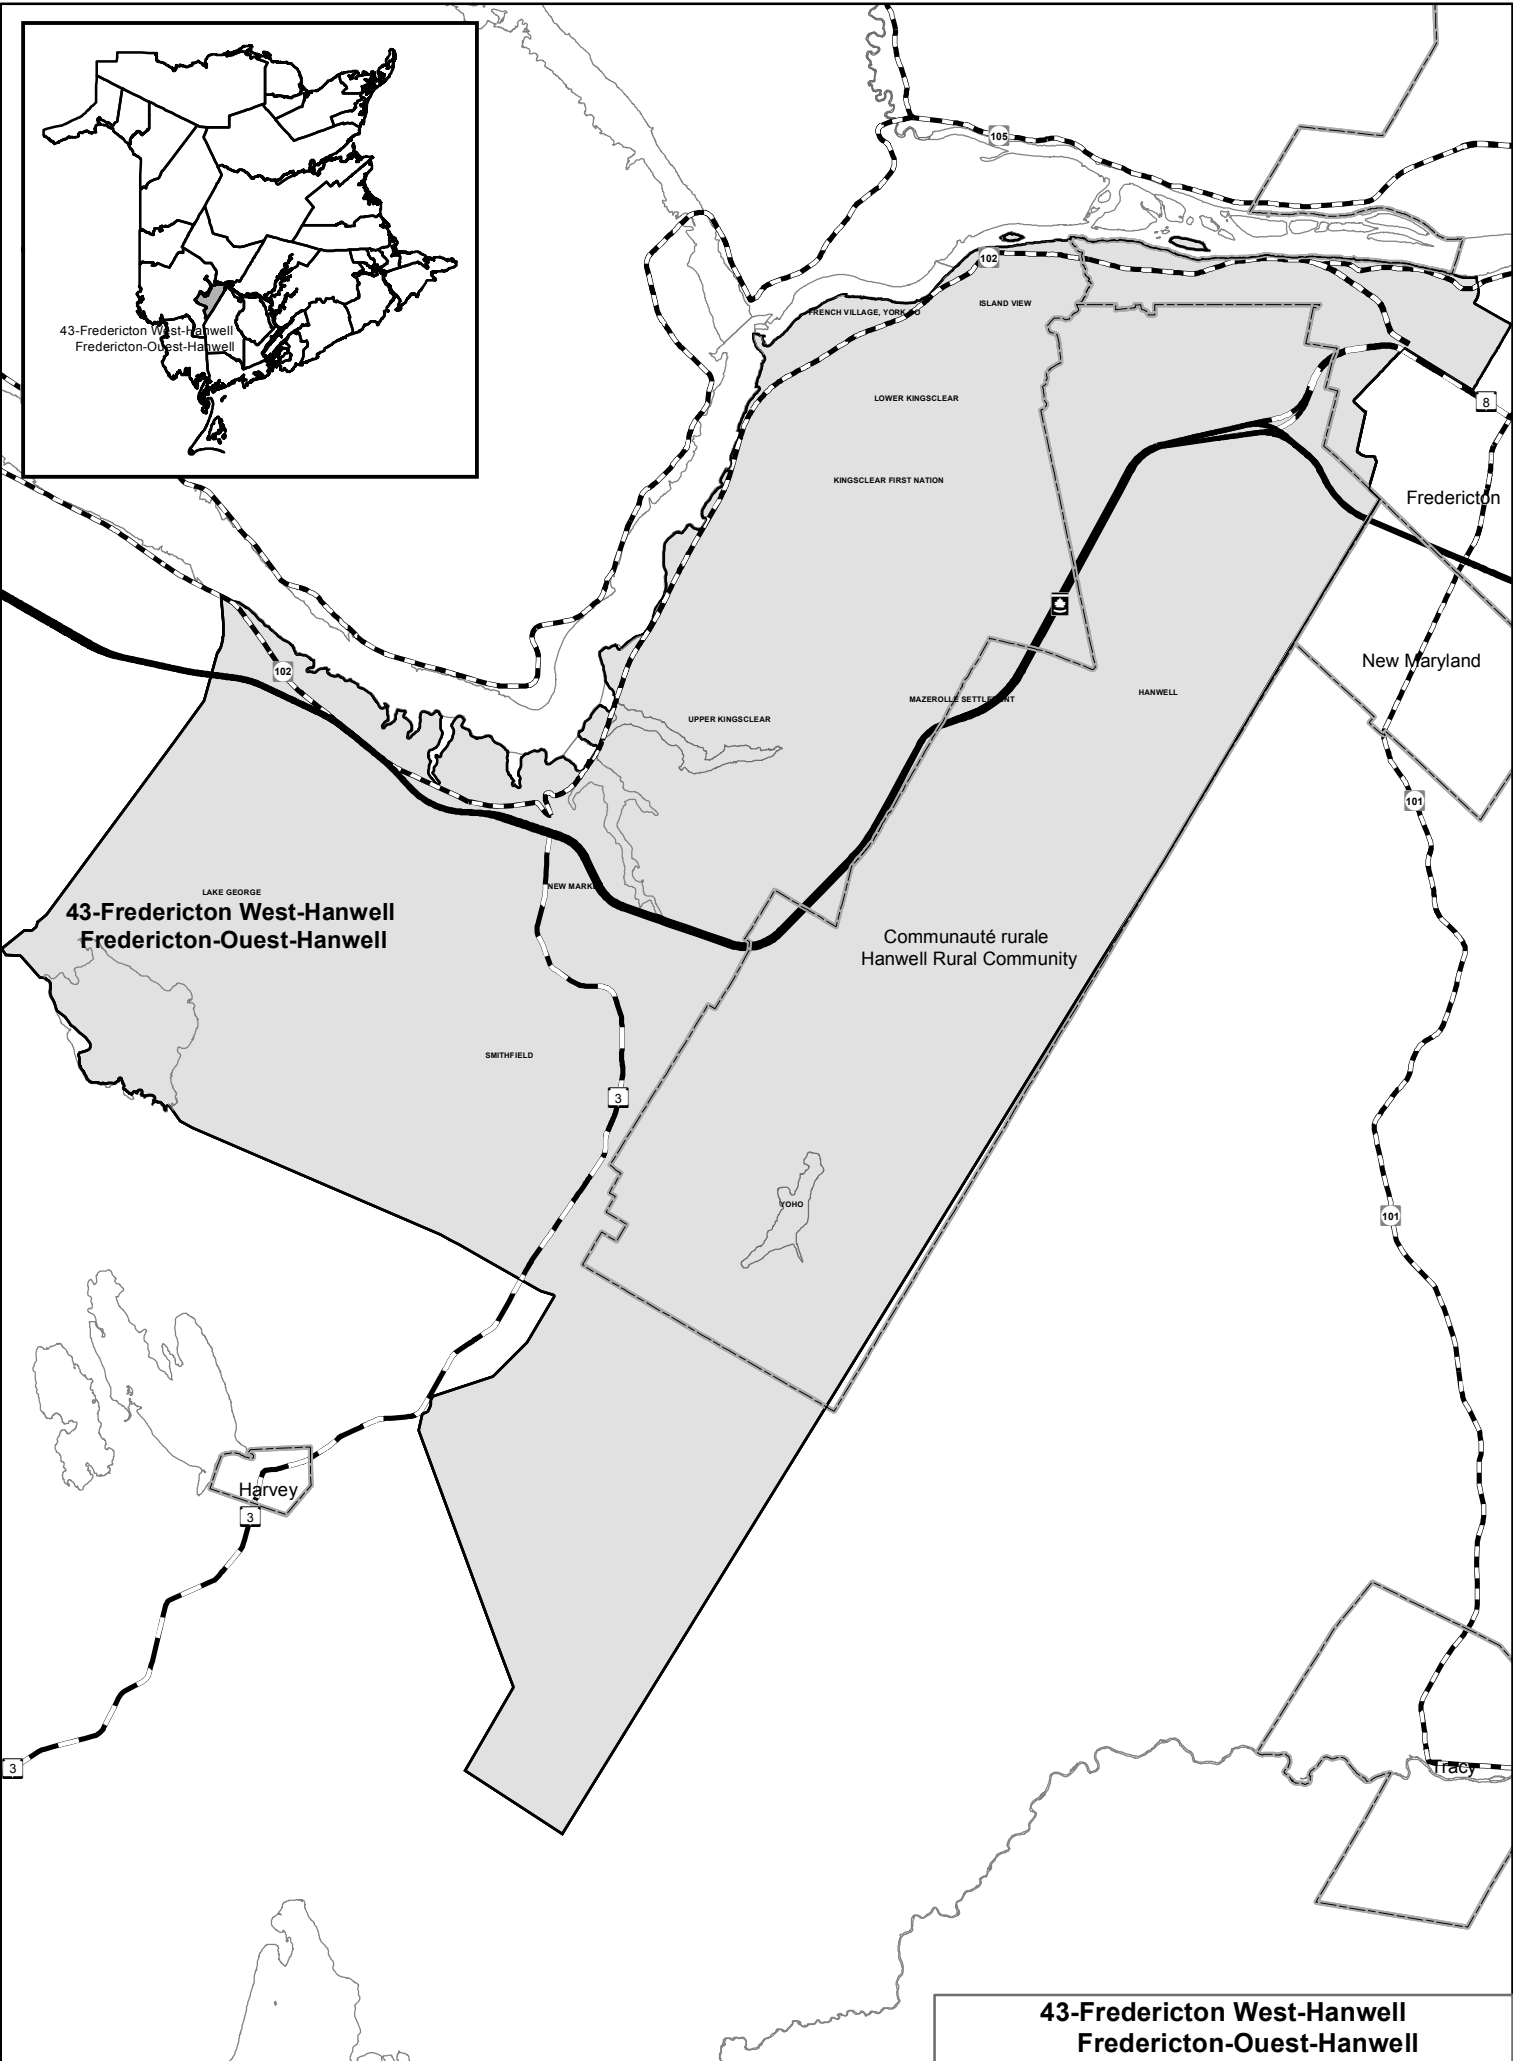 43-Fredericton West-Hanwell
Fredericton-Ouest-Hanwell
105
102
ISLAND VIEW
FRENCH VILLAGE, YORK CO
LOWER KINGSCLEAR
8
KINGSCLEAR FIRST NATION
Fredericton
New Maryland
102
HANWELL
MAZEROLLE SETTLEMENT
UPPER KINGSCLEAR
101
NEW MARK
LAKE GEORGE
43-Fredericton West-Hanwell
Fredericton-Ouest-Hanwell
Communauté rurale
Hanwell Rural Community
SMITHFIELD
3
YOHO
101
Harvey
3
3
Tracy
43-Fredericton West-Hanwell
Fredericton-Ouest-Hanwell